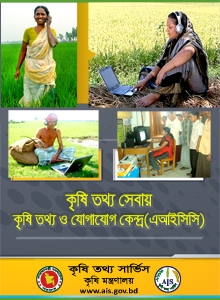 কৃষি তথ্য সেবায়
কৃষি তথ্য ও যোগাযোগ কেন্দ্র(এআইসিসি)
কৃষি তথ্য সার্ভিস
কৃষি মন্ত্রণালয়
www.ais.gov.bd
AIS